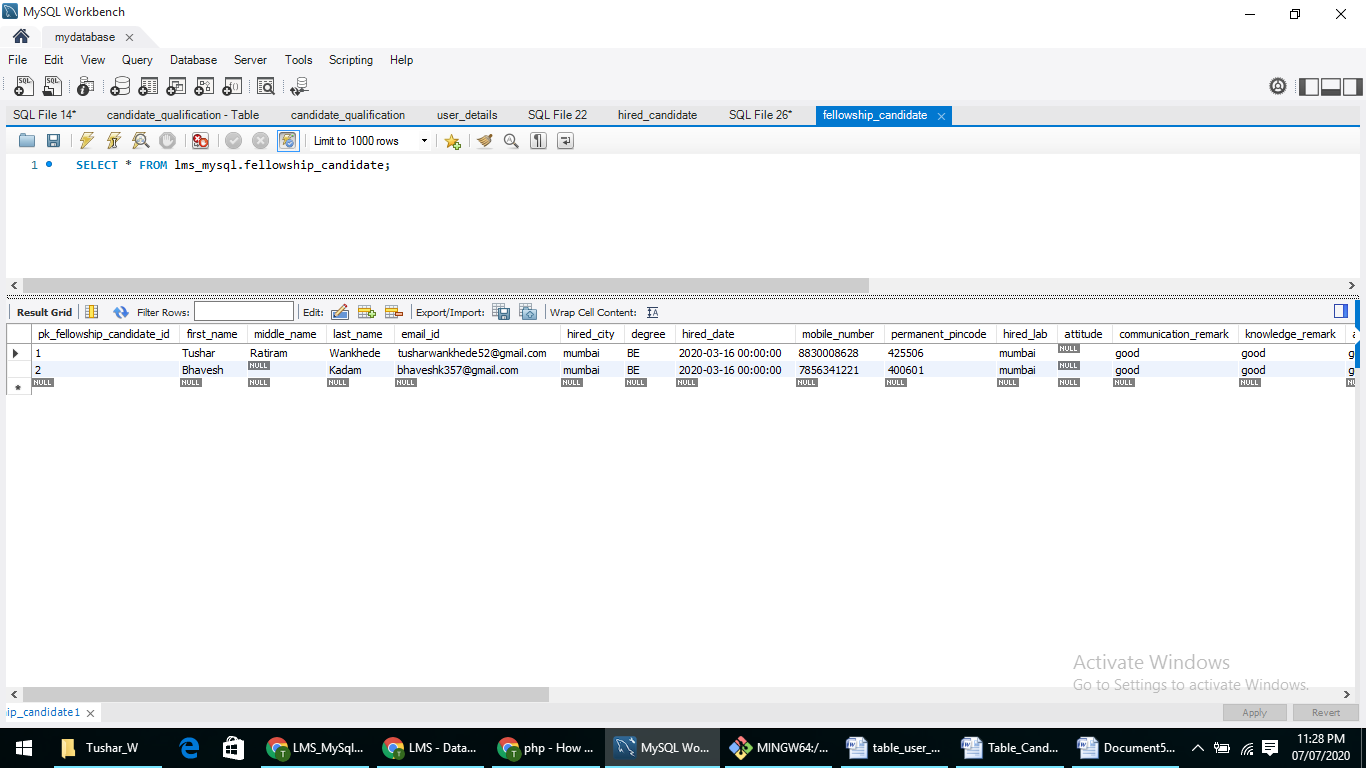 MySQL Workbench
mydatabase
File Edit View Query Database Server Tools Scripting Help
SQL File 14* candidate_qualification - Table candidate_qualification user_details SQL File 22 hired_candidate SQL File 26* fellowship_candidate
Limit to 1000 rows
1 SELECT * FROM lms_mysql.fellowship_candidate;
Result Grid Filter Rows: Edit: Export/Import: Wrap Cell Content:
pk_fellowship_candidate_id first_name middle_name last_name email_id hired_city degree hired_date mobile_number permanent_pincode hired_lab attitude communication_remark knowledge_remark
1 Tushar Ratiram Wankhede tusharwankhede52@gmail.com mumbai BE 2020-03-16 00:00:00 8830008628 425506 mumbai NULL good good
2 Bhavesh NULL Kadam bhaveshk357@gmail.com mumbai BE 2020-03-16 00:00:00 7856341221 400601 mumbai NULL good good
NULL NULL NULL NULL NULL NULL NULL NULL NULL NULL NULL NULL NULL NULL
Activate Windows
Go to Settings to activate Windows.
ip_candidate1
Apply Revert
Tushar_W LMS_MySql... LMS - Data... php - How ... MySQL Wo... MINGW64:/... table_user_... Table_Cand... Document5...
11:28 PM
07/07/2020